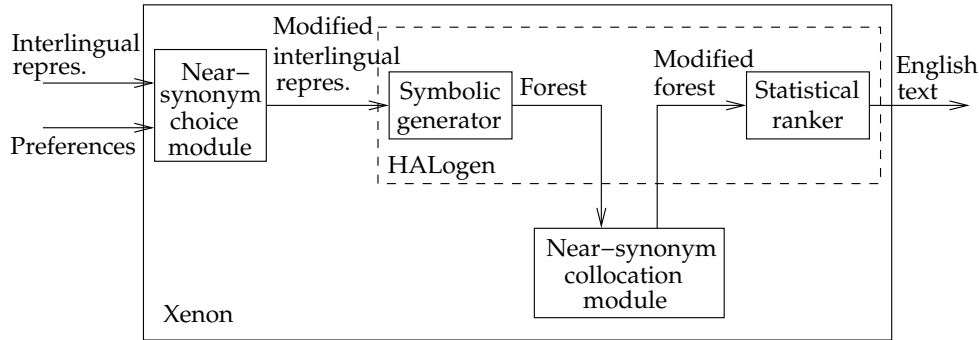 Interlingual
repres.
Preferences
Near–
synonym
choice
module
Modified
interlingual
repres.
Symbolic
generator
Forest
HALogen
Modified
forest
Statistical
ranker
English
text
Near–synonym
collocation
module
Xenon